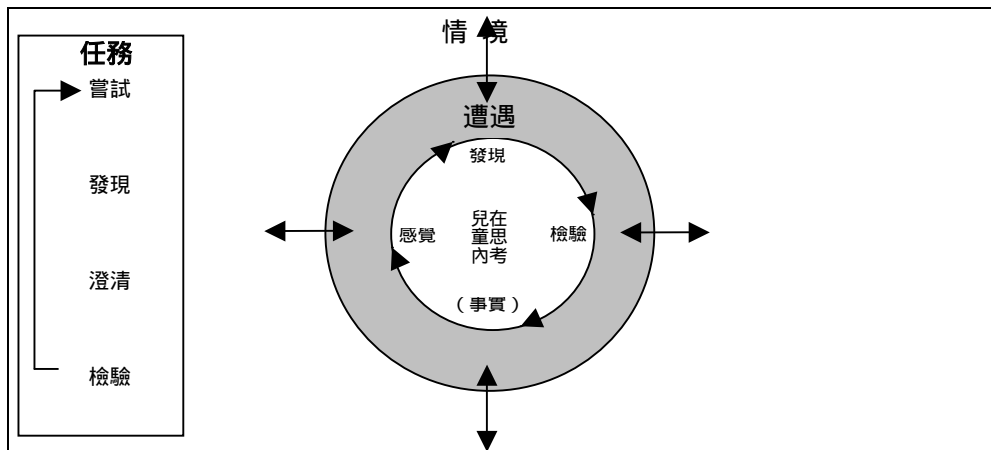 任務
嘗試
發現
澄清
檢驗
情 境
遭遇
發現
感覺
兒童內
在思考
檢驗
（事實）